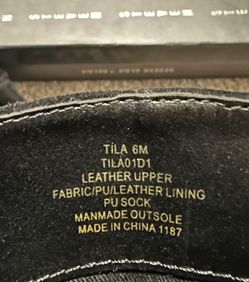 TILA 6M
TILA01D1
LEATHER UPPER
FABRIC/PU/LEATHER LINING
PU SOCK
MANMADE OUTSOLE
MADE IN CHINA 1187